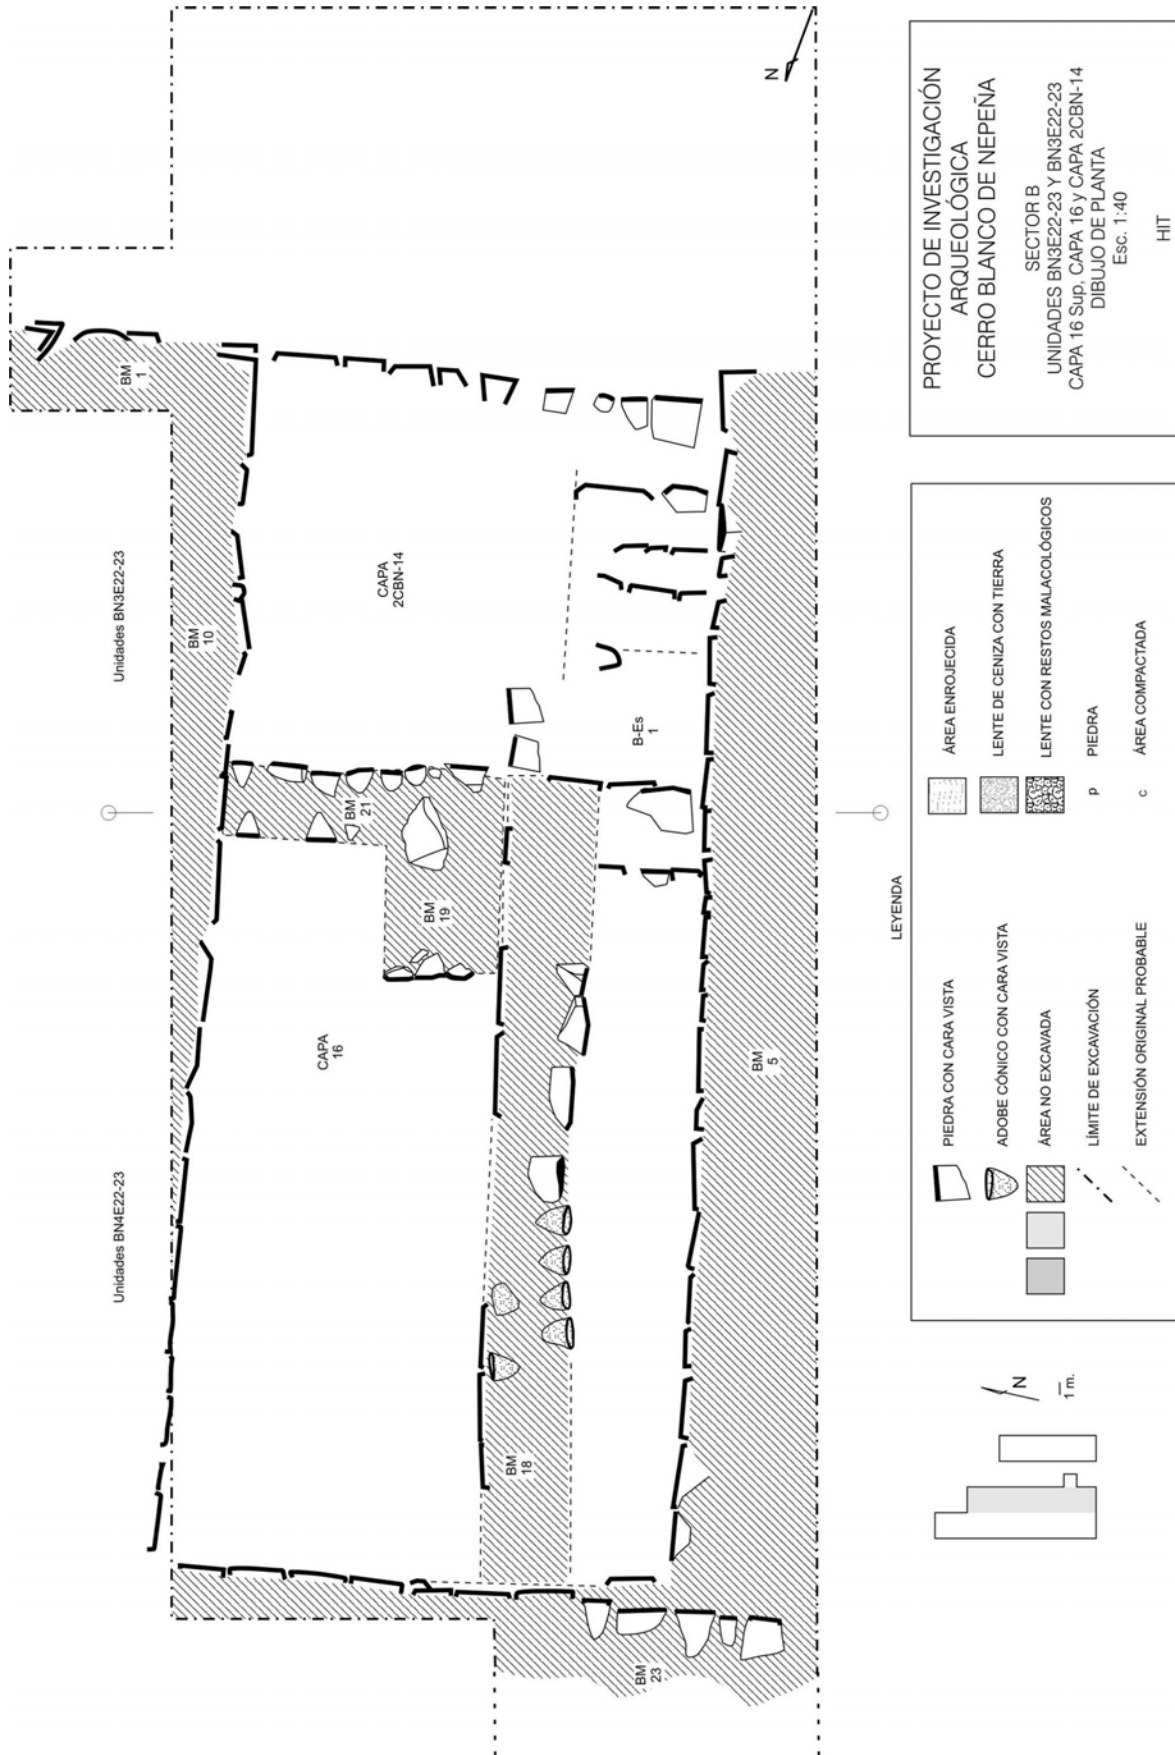 Unidades BN4E22-23
Unidades BN3E22-23
BM
1
BM
10
CAPA
2CBN-14
BM
21
BM
19
CAPA
16
B-Es
1
BM
18
BM
5
BM
23
N
PROYECTO DE INVESTIGACIÓN
ARQUEOLÓGICA
CERRO BLANCO DE NEPEÑA
SECTOR B
UNIDADES BN3E22-23 Y BN3E22-23
CAPA 16 Sup, CAPA 16 y CAPA 2CBN-14
DIBUJO DE PLANTA
Esc. 1:40
HIT
LEYENDA
PIEDRA CON CARA VISTA
ADOBE CÓNICO CON CARA VISTA
ÁREA NO EXCAVADA
LÍMITE DE EXCAVACIÓN
EXTENSIÓN ORIGINAL PROBABLE
ÁREA ENROJECIDA
LENTE DE CENIZA CON TIERRA
LENTE CON RESTOS MALACOLÓGICOS
p PIEDRA
c ÁREA COMPACTADA
N
1 m.